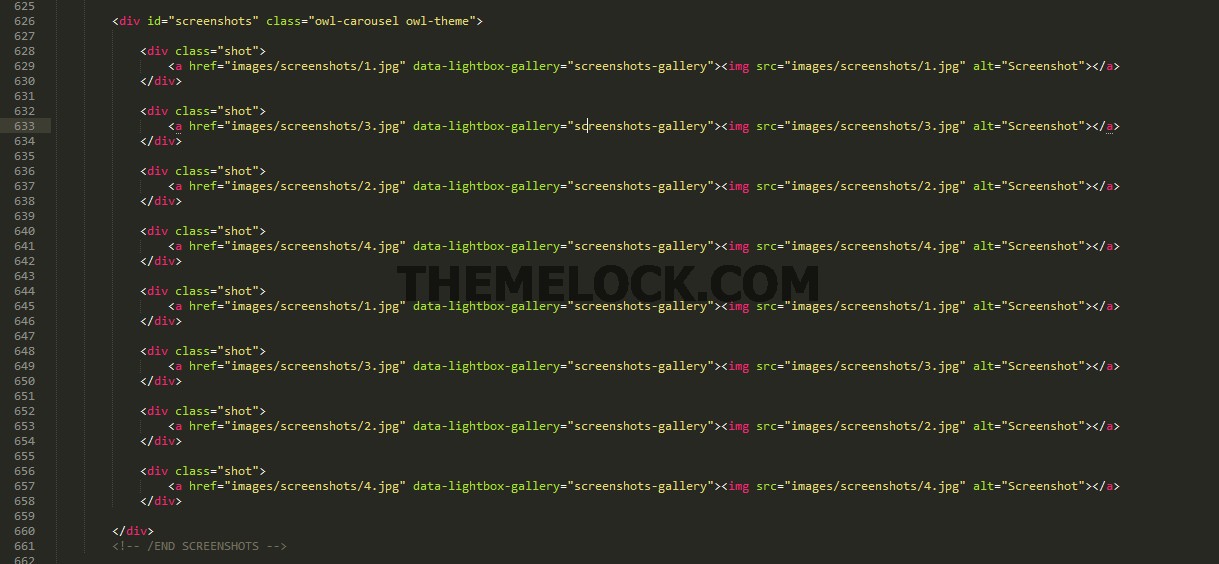 625
626 <div id="screenshots" class="owl-carousel owl-theme">
627
628 <div class="shot">
629 <a href="images/screenshots/1.jpg" data-lightbox-gallery="screenshots-gallery"><img src="images/screenshots/1.jpg" alt="Screenshot"></a>
630 </div>
631
632 <div class="shot">
633 <a href="images/screenshots/3.jpg" data-lightbox-gallery="screenshots-gallery"><img src="images/screenshots/3.jpg" alt="Screenshot"></a>
634 </div>
635
636 <div class="shot">
637 <a href="images/screenshots/2.jpg" data-lightbox-gallery="screenshots-gallery"><img src="images/screenshots/2.jpg" alt="Screenshot"></a>
638 </div>
639
640 <div class="shot">
641 <a href="images/screenshots/4.jpg" data-lightbox-gallery="screenshots-gallery"><img src="images/screenshots/4.jpg" alt="Screenshot"></a>
642 </div>
643
THEMELOCK.COM
644 <div class="shot">
645 <a href="images/screenshots/1.jpg" data-lightbox-gallery="screenshots-gallery"><img src="images/screenshots/1.jpg" alt="Screenshot"></a>
646 </div>
647
648 <div class="shot">
649 <a href="images/screenshots/3.jpg" data-lightbox-gallery="screenshots-gallery"><img src="images/screenshots/3.jpg" alt="Screenshot"></a>
650 </div>
651
652 <div class="shot">
653 <a href="images/screenshots/2.jpg" data-lightbox-gallery="screenshots-gallery"><img src="images/screenshots/2.jpg" alt="Screenshot"></a>
654 </div>
655
656 <div class="shot">
657 <a href="images/screenshots/4.jpg" data-lightbox-gallery="screenshots-gallery"><img src="images/screenshots/4.jpg" alt="Screenshot"></a>
658 </div>
659
660 </div>
661 <!-- /END SCREENSHOTS -->
662